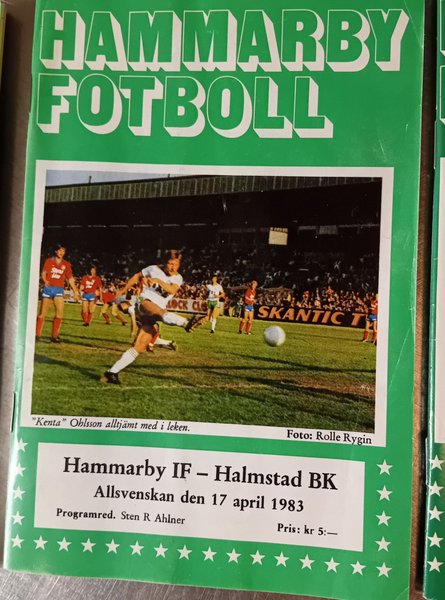 HAMMARBY
FOTBOLL
SKANTIC T
"Kenta" Ohlsson alltjämt med i leken.
Foto: Rolle Rygin
Hammarby IF – Halmstad BK
Allsvenskan den 17 april 1983
Programred. Sten R Ahlner
Pris: kr 5:—